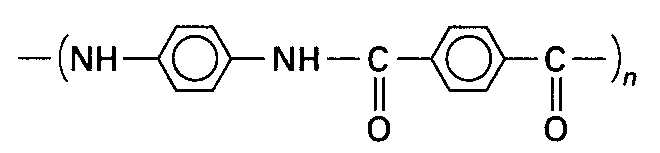 —(NH— —NH—C— —C—)n
O O